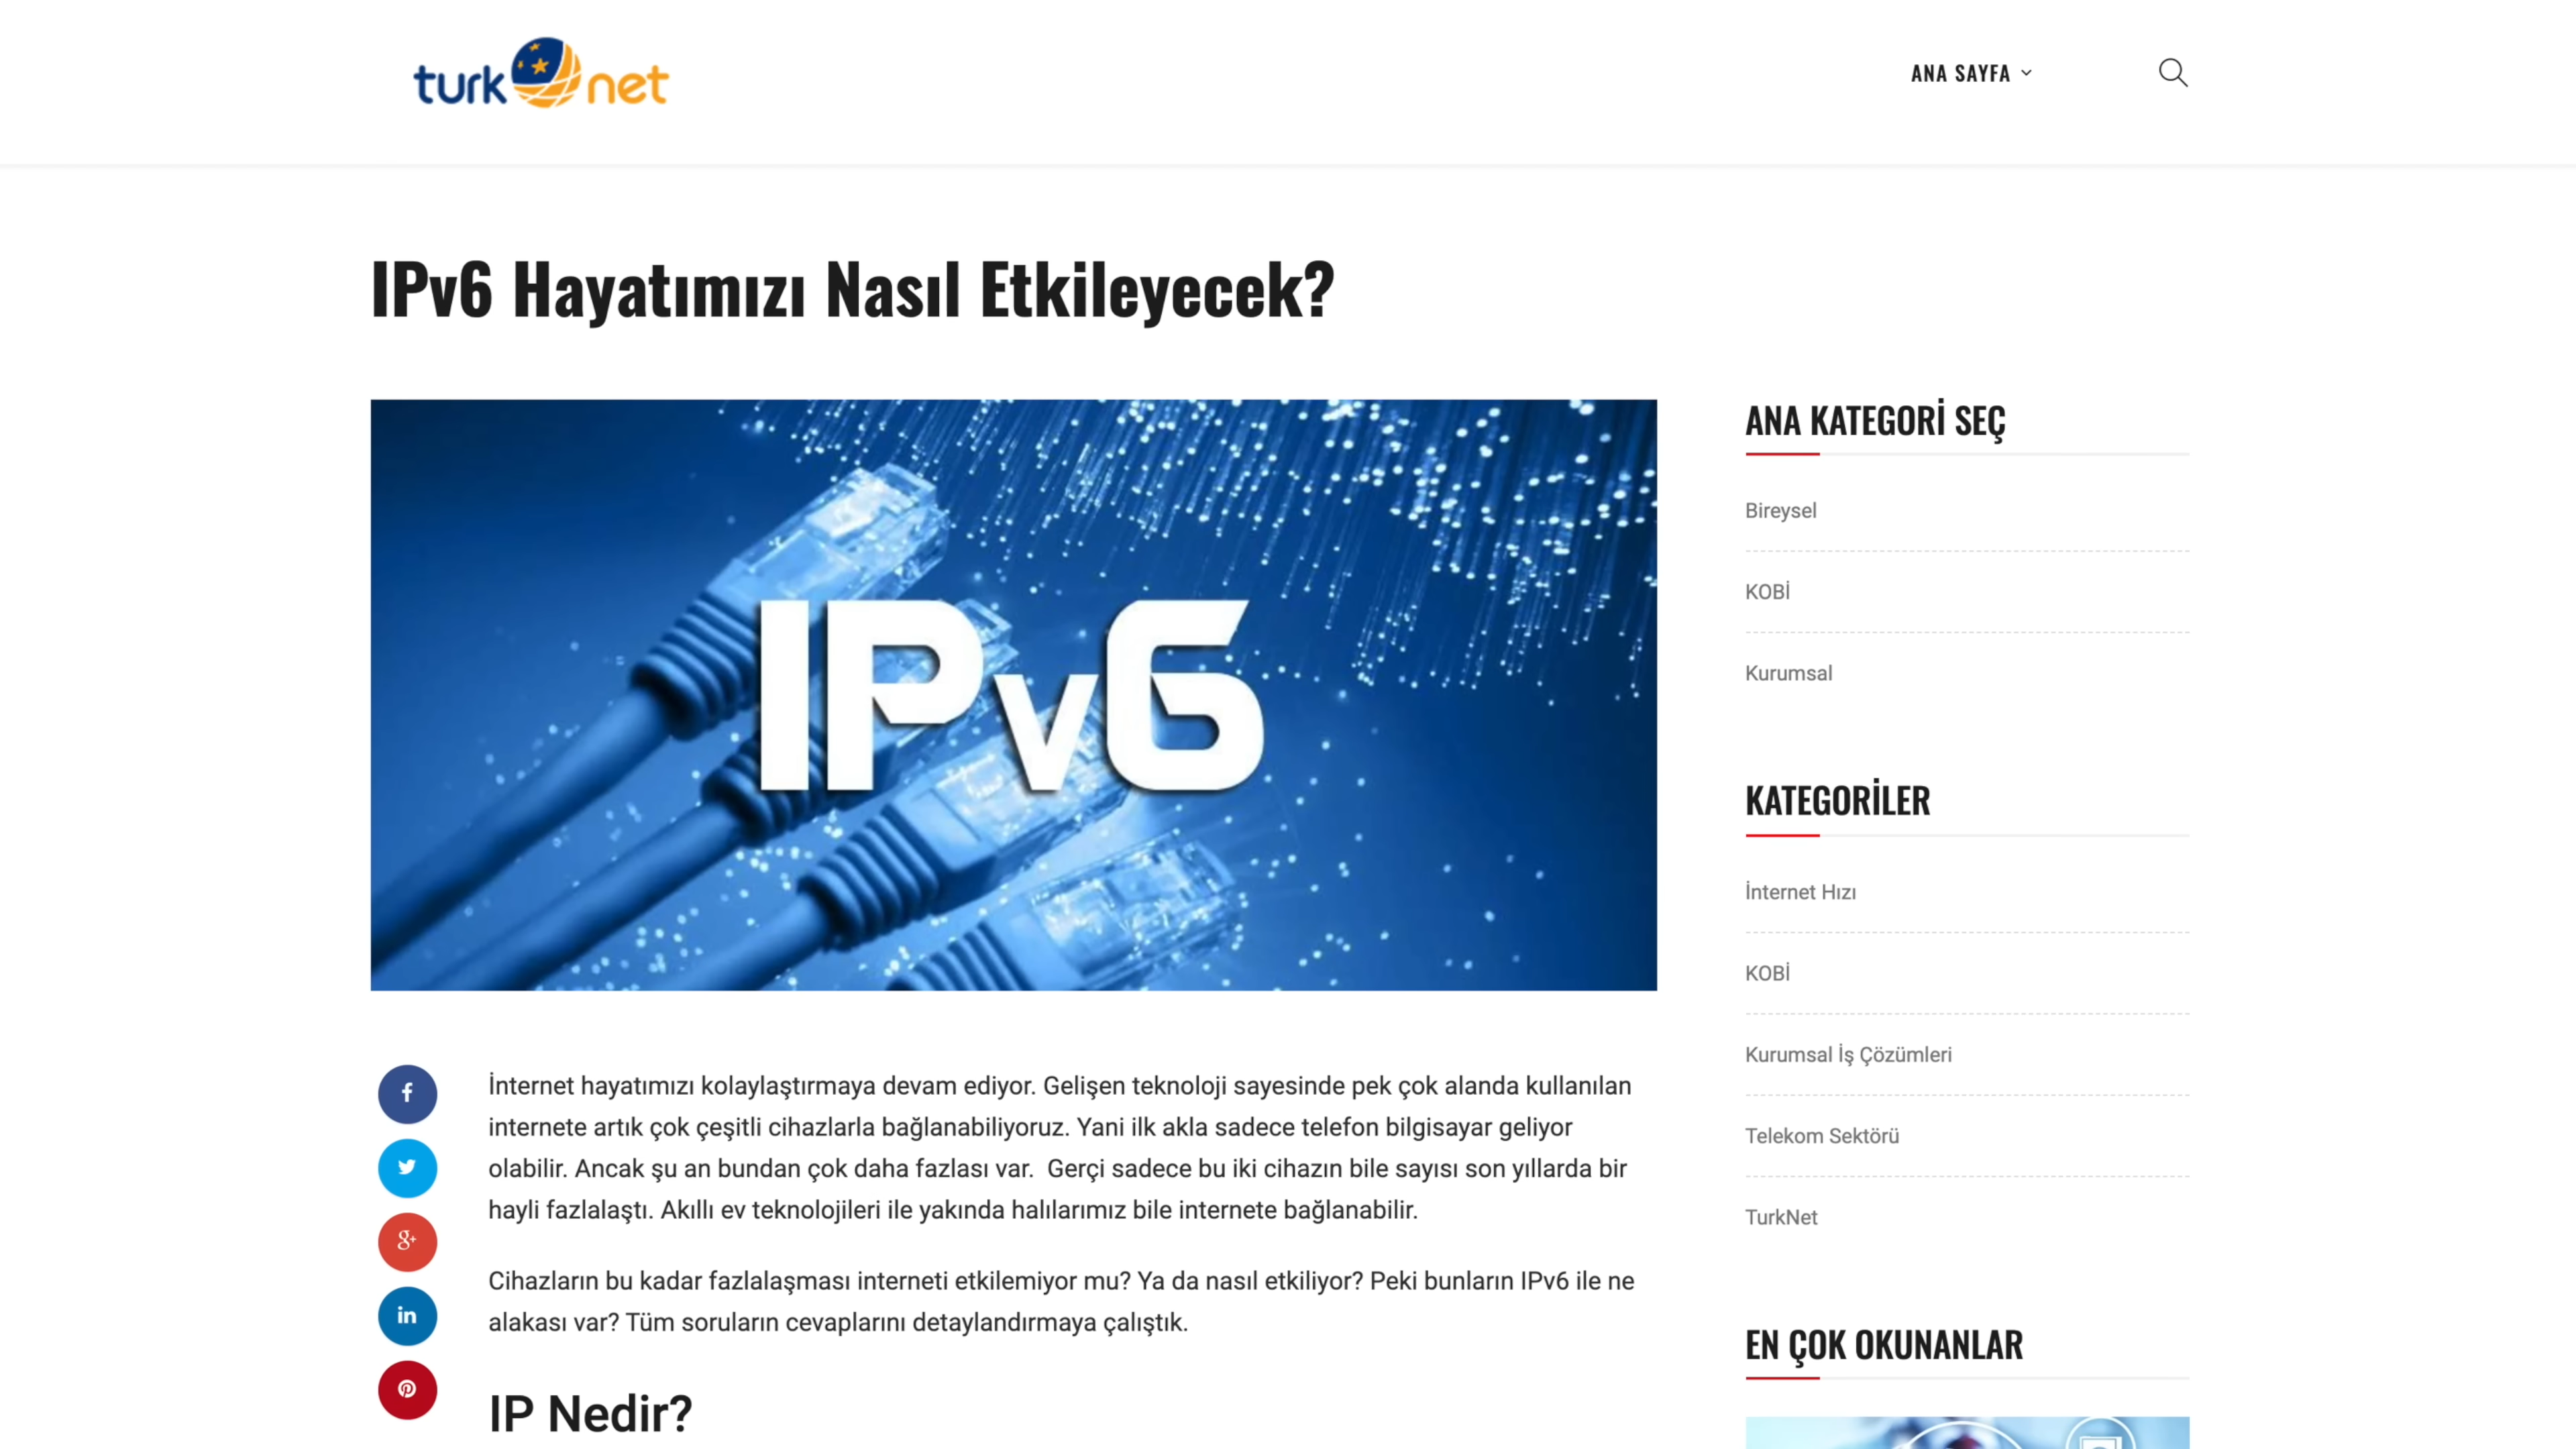 turk net
ANA SAYFA
IPv6 Hayatımızı Nasıl Etkileyecek?
IPv6
İnternet hayatımızı kolaylaştırmaya devam ediyor. Gelişen teknoloji sayesinde pek çok alanda kullanılan
internete artık çok çeşitli cihazlarla bağlanabiliyoruz. Yani ilk akla sadece telefon bilgisayar geliyor
olabilir. Ancak şu an bundan çok daha fazlası var.  Gerçi sadece bu iki cihazın bile sayısı son yıllarda bir
hayli fazlalaştı. Akıllı ev teknolojileri ile yakında halılarımız bile internete bağlanabilir.
Cihazların bu kadar fazlalaşması interneti etkilemiyor mu? Ya da nasıl etkiliyor? Peki bunların IPv6 ile ne
alakası var? Tüm soruların cevaplarını detaylandırmaya çalıştık.
IP Nedir?
ANA KATEGORİ SEÇ
Bireysel
KOBİ
Kurumsal
KATEGORİLER
İnternet Hızı
KOBİ
Kurumsal İş Çözümleri
Telekom Sektörü
TurkNet
EN ÇOK OKUNANLAR